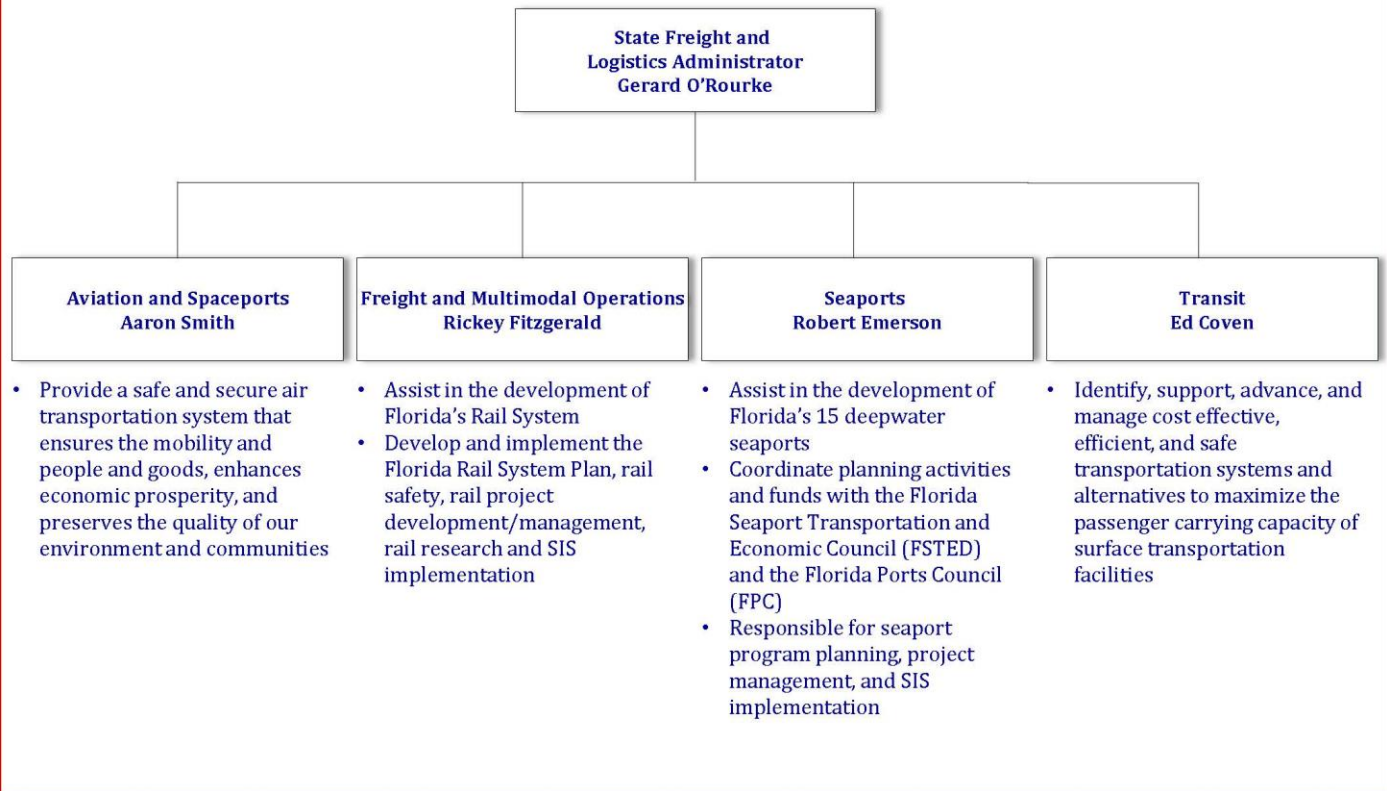 State Freight and
Logistics Administrator
Gerard O'Rourke
Aviation and Spaceports
Aaron Smith
• Provide a safe and secure air
transportation system that
ensures the mobility and
people and goods, enhances
economic prosperity, and
preserves the quality of our
environment and communities
Freight and Multimodal Operations
Rickey Fitzgerald
• Assist in the development of
Florida's Rail System
• Develop and implement the
Florida Rail System Plan, rail
safety, rail project
development/management,
rail research and SIS
implementation
Seaports
Robert Emerson
• Assist in the development of
Florida's 15 deepwater
seaports
• Coordinate planning activities
and funds with the Florida
Seaport Transportation and
Economic Council (FSTED)
and the Florida Ports Council
(FPC)
• Responsible for seaport
program planning, project
management, and SIS
implementation
Transit
Ed Coven
• Identify, support, advance, and
manage cost effective,
efficient, and safe
transportation systems and
alternatives to maximize the
passenger carrying capacity of
surface transportation
facilities